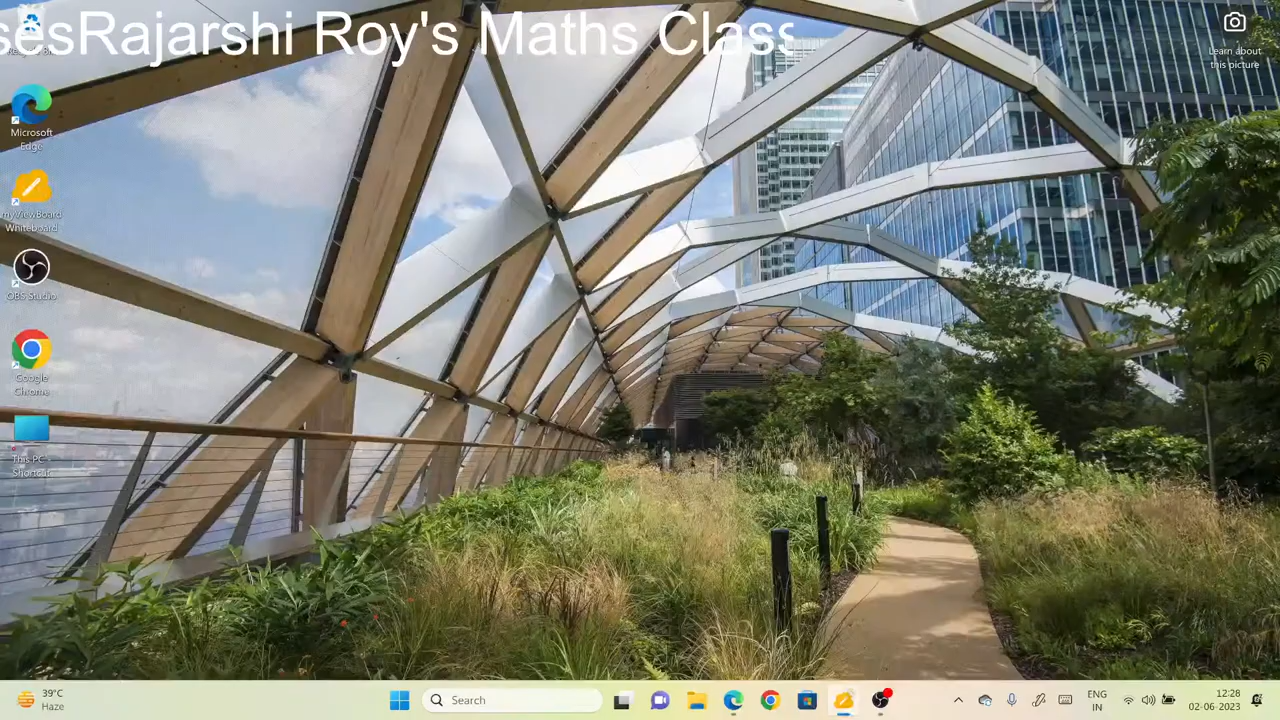 sesRajarshi Roy's Maths Class
Learn about
this picture
Microsoft
Edge
myViewBoard
Whiteboard
OBS Studio
Google
Chrome
This PC -
Shortcut
39°C
Haze
Search
ENG
IN
12:28
02-06-2023